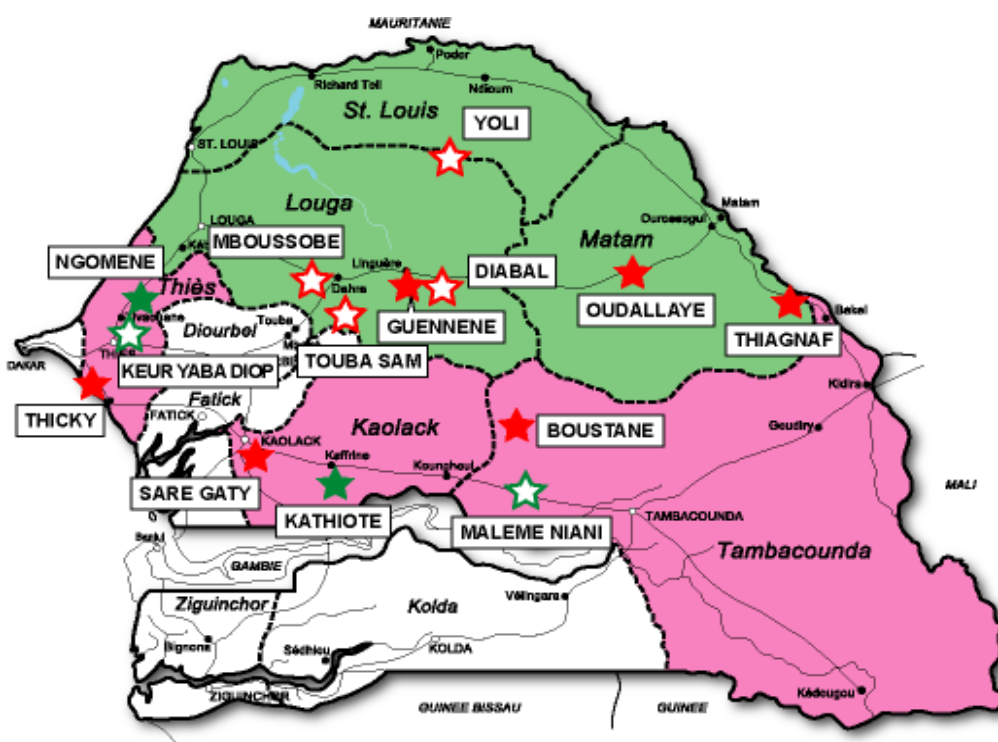 MAURITANIE
Podor
Richard Toll
Ndioum
St. Louis
YOLI
ST. LOUIS
Louga
LOUGA
Matam
MBOUSSOBE
Ourossogui
Matam
NGOMENE
Linguère
DIABAL
Thiès
Dahra
OUDALLAYE
Diourbel
Touba
GUENNENE
THIAGNAF
Bakel
DAKAR
KEUR YABA DIOP
TOUBA SAM
Kidira
THICKY
Fatick
FATICK
Kaolack
BOUSTANE
Goudiry
KAOLACK
Kaffrine
Koungheul
SARE GATY
MALI
KATHIOTE
MALEME NIANI
TAMBACOUNDA
Banjul
GAMBIE
Tambacounda
Ziguinchor
Kolda
Vélingara
Bignona
Sédhiou
KOLDA
ZIGUINCHOR
GUINEE BISSAU
GUINEE
Kédougou